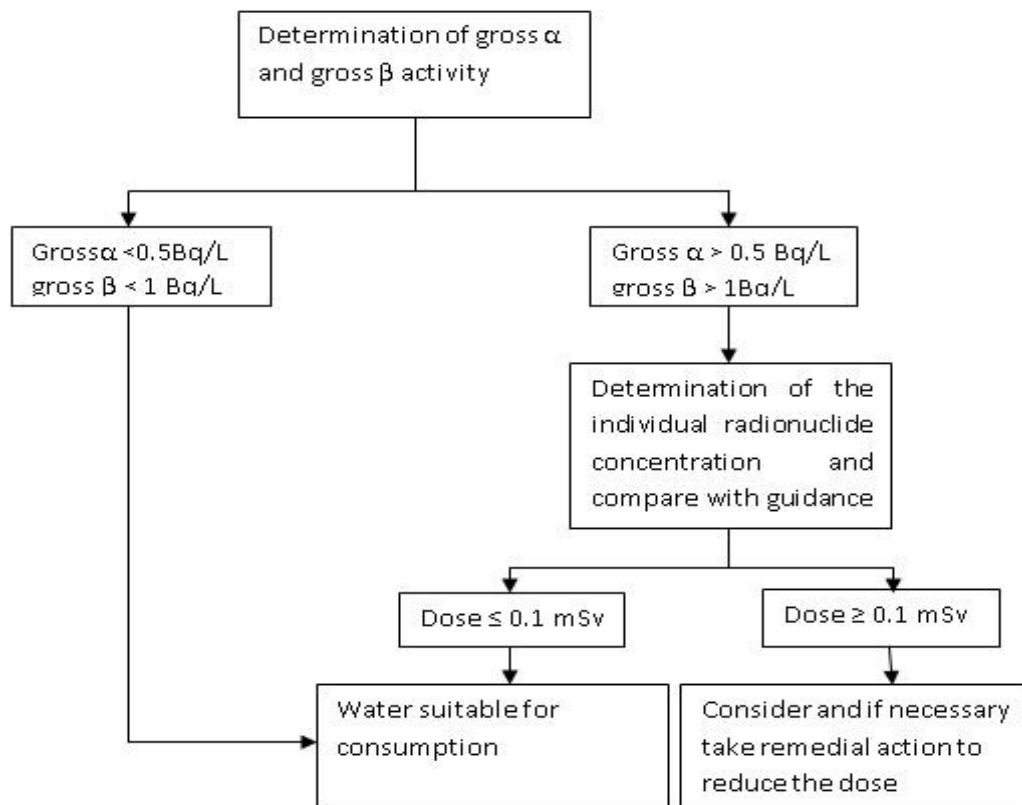 Determination of gross α
and gross β activity
Grossα <0.5Bq/L
gross β < 1 Bq/L
Gross α > 0.5 Bq/L
gross β > 1Bq/L
Determination of the
individual radionuclide
concentration and
compare with guidance
Dose ≤ 0.1 mSv
Dose ≥ 0.1 mSv
Water suitable for
consumption
Consider and if necessary
take remedial action to
reduce the dose